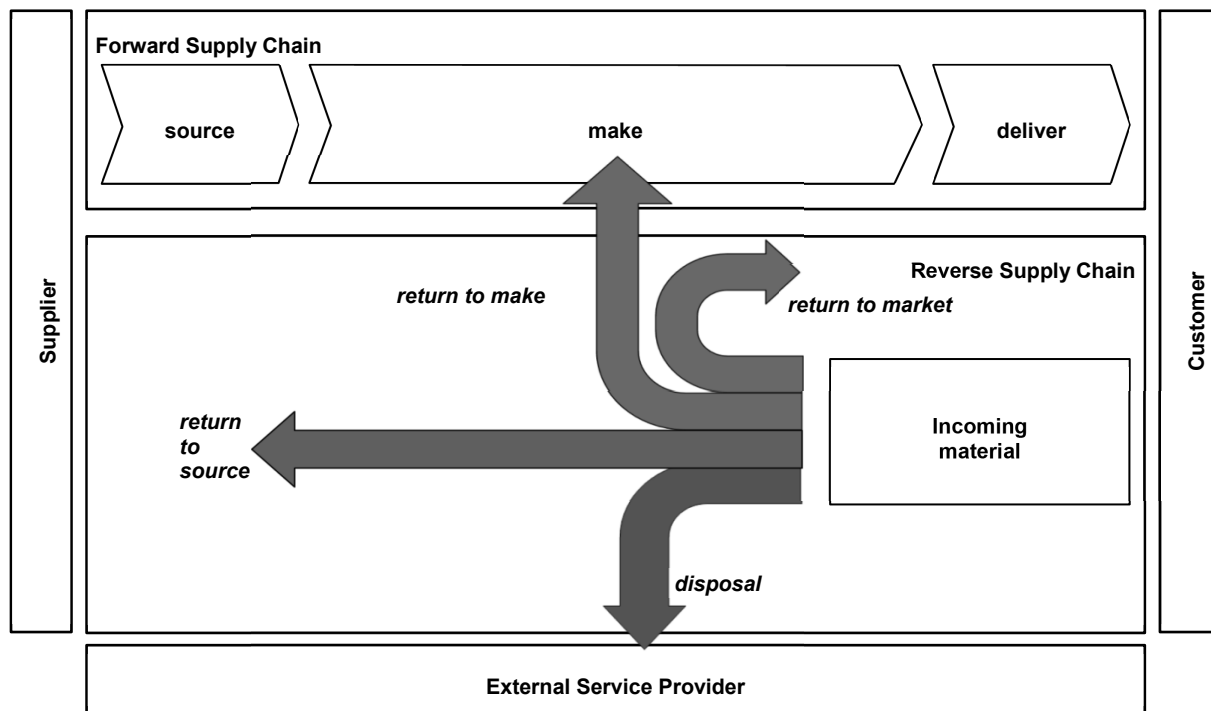 Forward Supply Chain
source
make
deliver
Supplier
Customer
Reverse Supply Chain
return to make
return to market
return
to
source
Incoming
material
disposal
External Service Provider